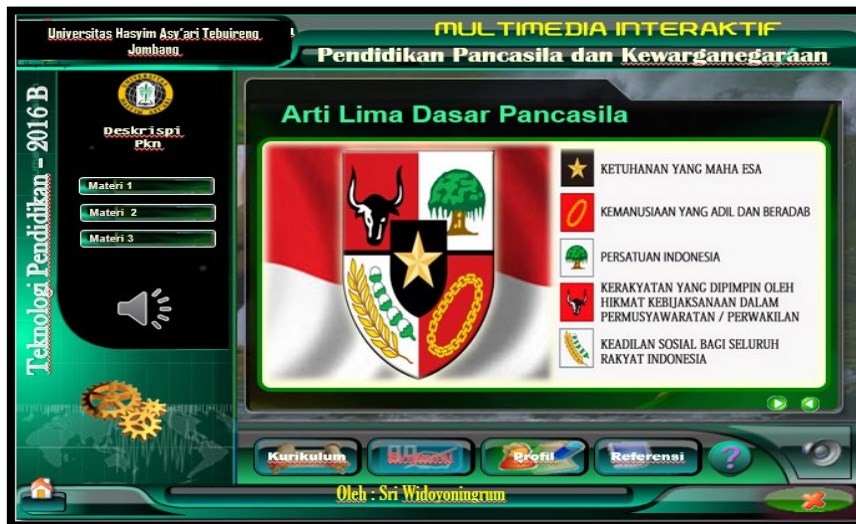 Universitas Hasyim Asy'ari Tebuireng
Jombang
MULTIMEDIA INTERAKTIF
Pendidikan Pancasila dan Kewarganegaraan
Teknologi Pendidikan – 2016 B
Deskripsi
Pkn
Materi 1
Materi 2
Materi 3
Arti Lima Dasar Pancasila
KETUHANAN YANG MAHA ESA
KEMANUSIAAN YANG ADIL DAN BERADAB
PERSATUAN INDONESIA
KERAKYATAN YANG DIPIMPIN OLEH
HIKMAT KEBIJAKSANAAN DALAM
PERMUSYAWARATAN / PERWAKILAN
KEADILAN SOSIAL BAGI SELURUH
RAKYAT INDONESIA
Kurikulum
Profil
Referensi
?
Oleh : Sri Widoyoningrum